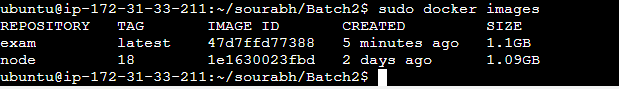 ubuntu@ip-172-31-33-211:~/sourabh/Batch2$ sudo docker images
REPOSITORY TAG IMAGE ID CREATED SIZE
exam latest 47d7ffd77388 5 minutes ago 1.1GB
node 18 1e1630023fbd 2 days ago 1.09GB
ubuntu@ip-172-31-33-211:~/sourabh/Batch2$